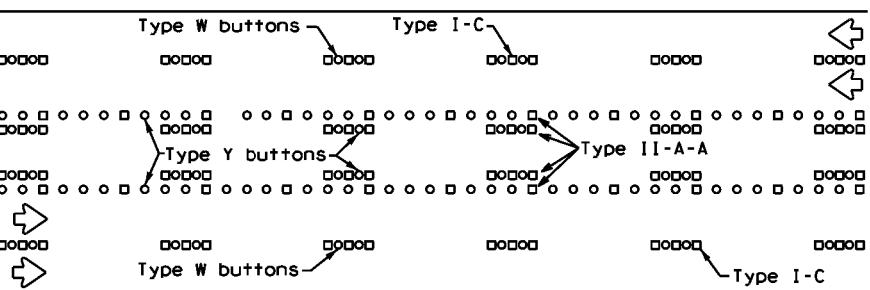 Type W buttons
Type I-C
Type Y buttons
Type II-A-A
Type W buttons
Type I-C